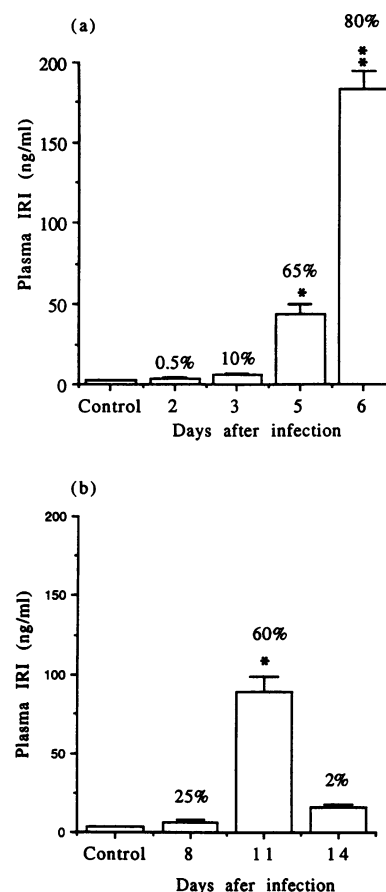 (a)
80%
200
**
150
Plasma IRI (ng/ml)
100
65%
50
*
0.5%
10%
0
Control 2 3 5 6
Days after infection
(b)
200
150
Plasma IRI (ng/ml)
60%
100
*
50
25%
2%
0
Control 8 11 14
Days afer infection